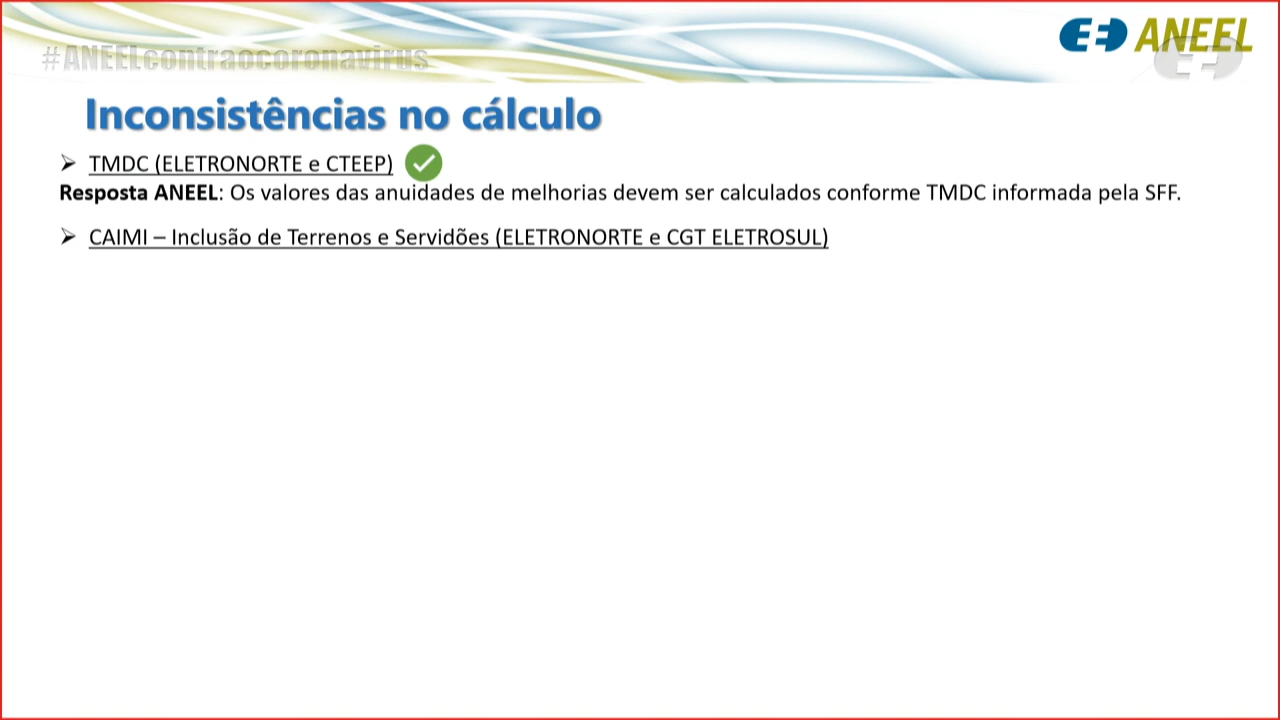 #ANEELcontraocoronavirus
ANEEL
Inconsistências no cálculo
➢ TMDC (ELETRONORTE e CTEEP)
Resposta ANEEL: Os valores das anuidades de melhorias devem ser calculados conforme TMDC informada pela SFF.
➢ CAIMI – Inclusão de Terrenos e Servidões (ELETRONORTE e CGT ELETROSUL)